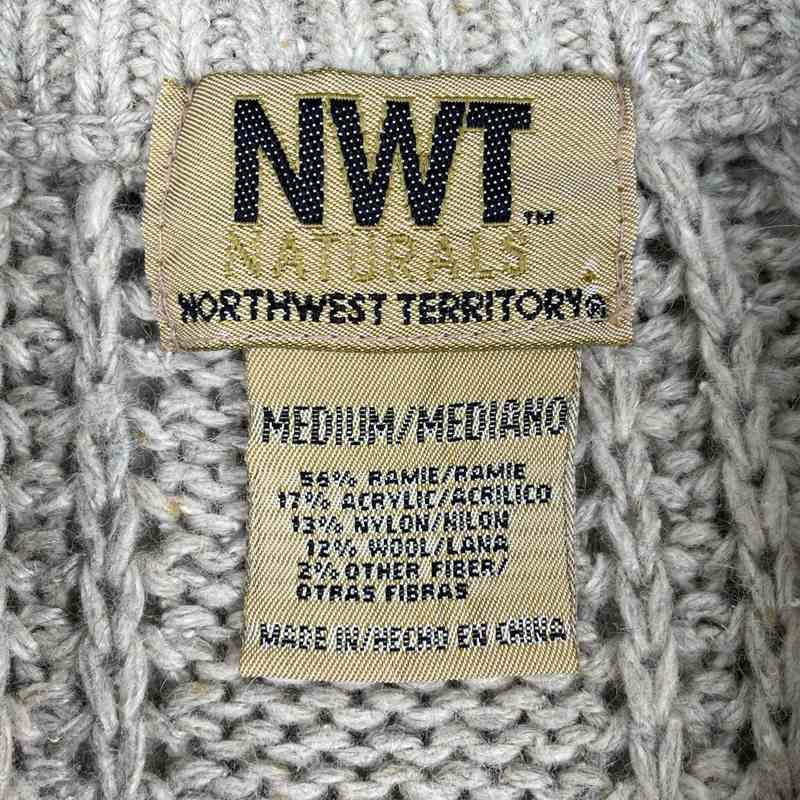 NWT™
NATURALS
NORTHWEST TERRITORY®
MEDIUM/MEDIANO
56% RAMIE/RAMIE
17% ACRYLIC/ACRILICO
13% NYLON/NILON
12% WOOL/LANA
2% OTHER FIBER/
OTRAS FIBRAS
MADE IN/HECHO EN CHINA